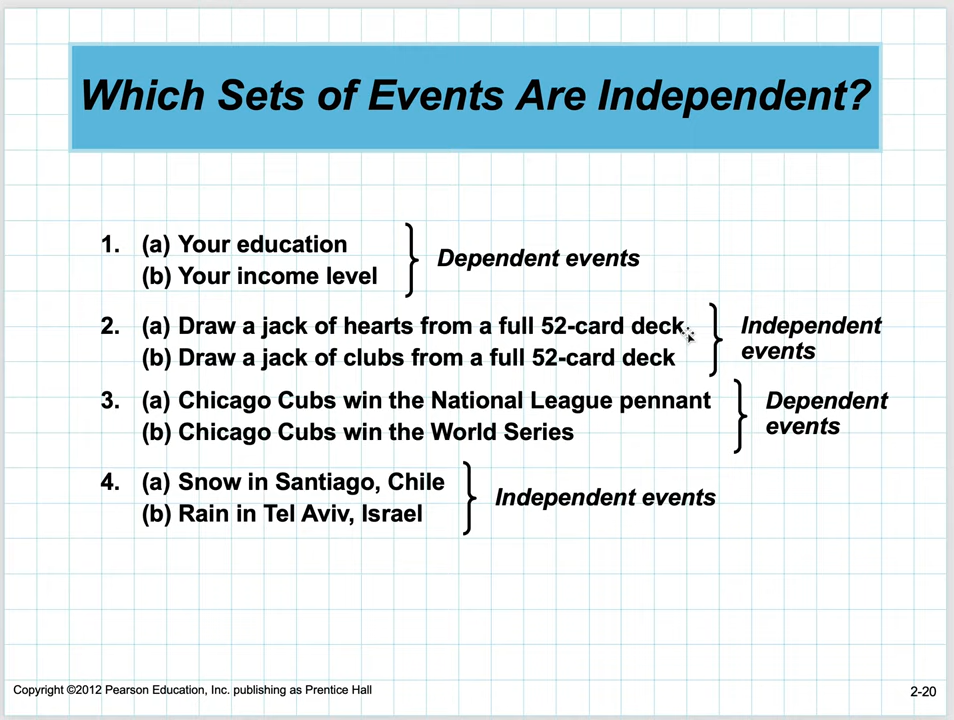 Which Sets of Events Are Independent?
1. (a) Your education
(b) Your income level
Dependent events
2. (a) Draw a jack of hearts from a full 52-card deck
(b) Draw a jack of clubs from a full 52-card deck
Independent
events
3. (a) Chicago Cubs win the National League pennant
(b) Chicago Cubs win the World Series
Dependent
events
4. (a) Snow in Santiago, Chile
(b) Rain in Tel Aviv, Israel
Independent events
Copyright ©2012 Pearson Education, Inc. publishing as Prentice Hall
2-20